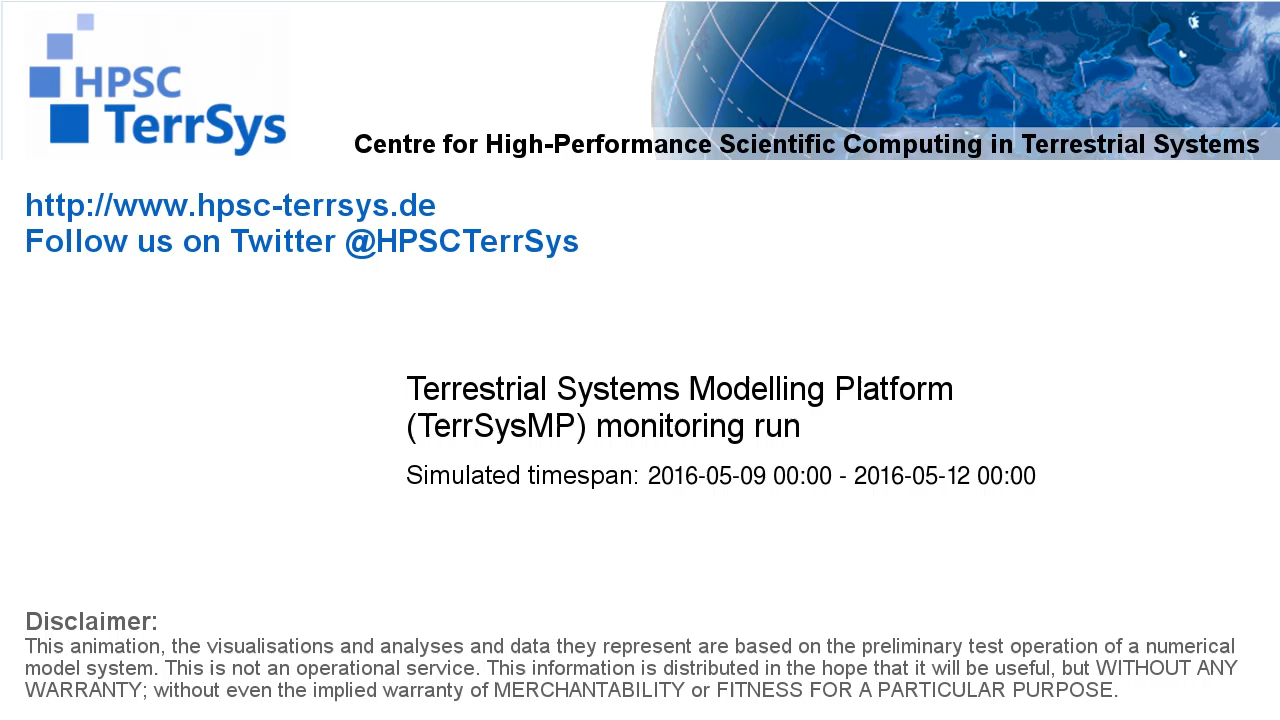 HPSC
TerrSys
Centre for High-Performance Scientific Computing in Terrestrial Systems
http://www.hpsc-terrsys.de
Follow us on Twitter @HPSCTerrSys
Terrestrial Systems Modelling Platform
(TerrSysMP) monitoring run
Simulated timespan: 2016-05-09 00:00 - 2016-05-12 00:00
Disclaimer:
This animation, the visualisations and analyses and data they represent are based on the preliminary test operation of a numerical
model system. This is not an operational service. This information is distributed in the hope that it will be useful, but WITHOUT ANY
WARRANTY; without even the implied warranty of MERCHANTABILITY or FITNESS FOR A PARTICULAR PURPOSE.